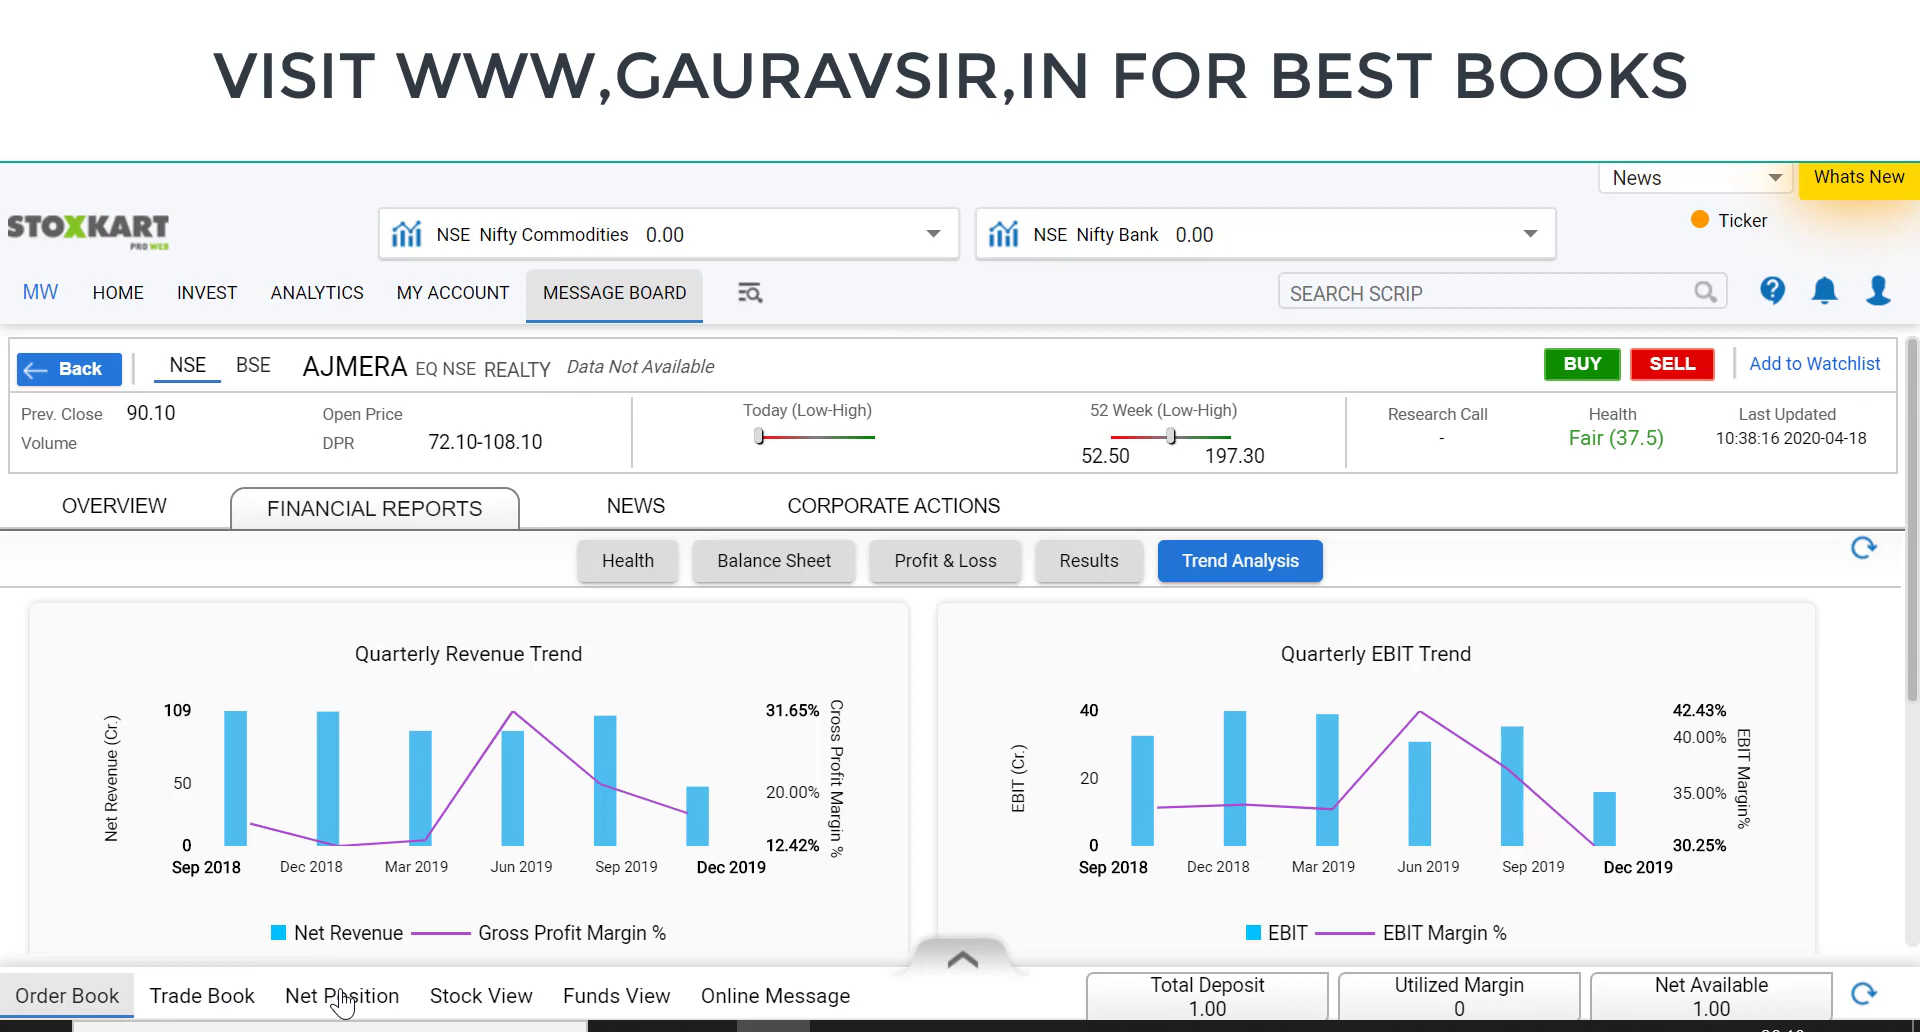 VISIT WWW,GAURAVSIR,IN FOR BEST BOOKS
News
Whats New
STOXKART
PRO WEB
NSE Nifty Commodities 0.00
NSE Nifty Bank 0.00
Ticker
MW HOME INVEST ANALYTICS MY ACCOUNT MESSAGE BOARD
SEARCH SCRIP
Back
NSE BSE
AJMERA EQ NSE REALTY Data Not Available
BUY SELL
Add to Watchlist
Prev. Close 90.10
Volume
Open Price
DPR 72.10-108.10
Today (Low-High)
52 Week (Low-High)
52.50 197.30
Research Call
-
Health
Fair (37.5)
Last Updated
10:38:16 2020-04-18
OVERVIEW FINANCIAL REPORTS NEWS CORPORATE ACTIONS
Health Balance Sheet Profit & Loss Results Trend Analysis
Quarterly Revenue Trend
Net Revenue (Cr.)
109
50
0
31.65%
20.00%
12.42%
Gross Profit Margin %
Sep 2018 Dec 2018 Mar 2019 Jun 2019 Sep 2019 Dec 2019
Net Revenue Gross Profit Margin %
Quarterly EBIT Trend
EBIT (Cr.)
40
20
0
42.43%
40.00%
35.00%
30.25%
EBIT Margin%
Sep 2018 Dec 2018 Mar 2019 Jun 2019 Sep 2019 Dec 2019
EBIT EBIT Margin %
Order Book Trade Book Net Position Stock View Funds View Online Message
Total Deposit
1.00
Utilized Margin
0
Net Available
1.00